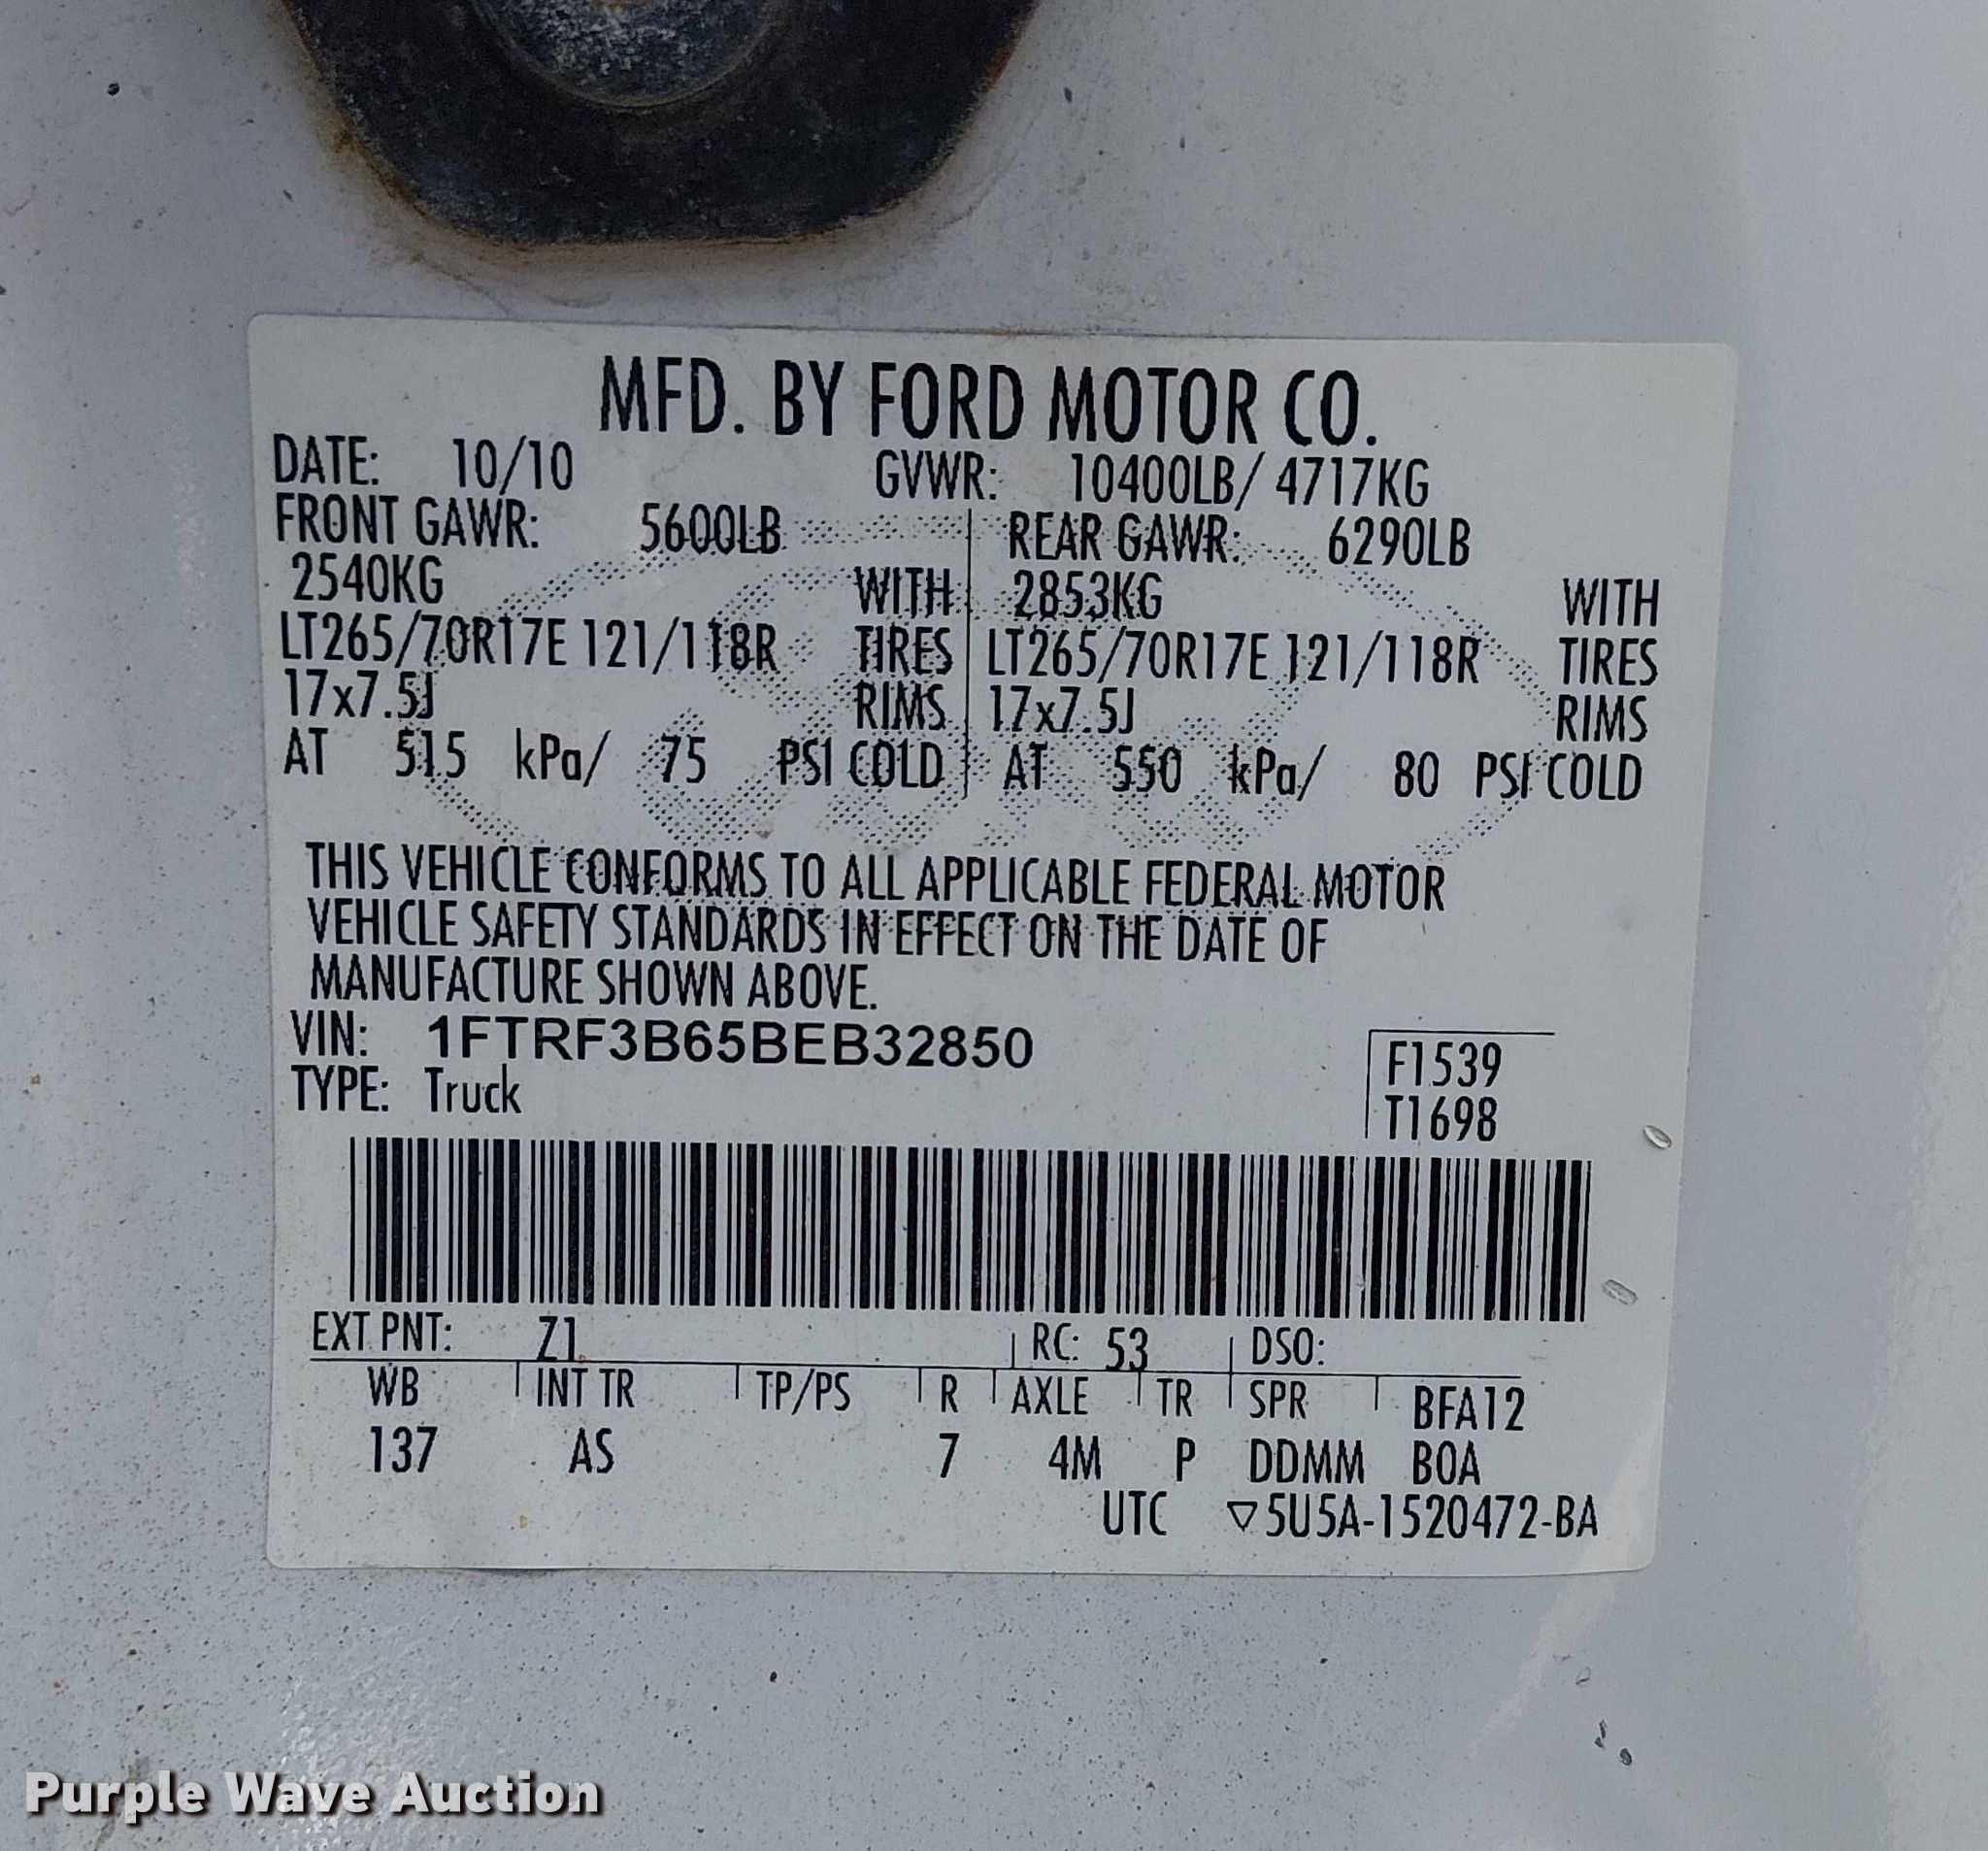 MFD. BY FORD MOTOR CO.
DATE: 10/10 GVWR: 10400LB/ 4717KG
FRONT GAWR: 5600LB REAR GAWR: 6290LB
2540KG WITH 2853KG WITH
LT265/70R17E 121/118R TIRES LT265/70R17E 121/118R TIRES
17x7.5J RIMS 17x7.5J RIMS
AT 515 kPa/ 75 PSI COLD AT 550 kPa/ 80 PSI COLD
THIS VEHICLE CONFORMS TO ALL APPLICABLE FEDERAL MOTOR
VEHICLE SAFETY STANDARDS IN EFFECT ON THE DATE OF
MANUFACTURE SHOWN ABOVE.
VIN: 1FTRF3B65BEB32850 F1539
TYPE: Truck T1698
EXT PNT: Z1 RC: 53 DSO:
WB INT TR TP/PS R AXLE TR SPR BFA12
137 AS 7 4M P DDMM BOA
UTC ▽5U5A-1520472-BA
Purple Wave Auction